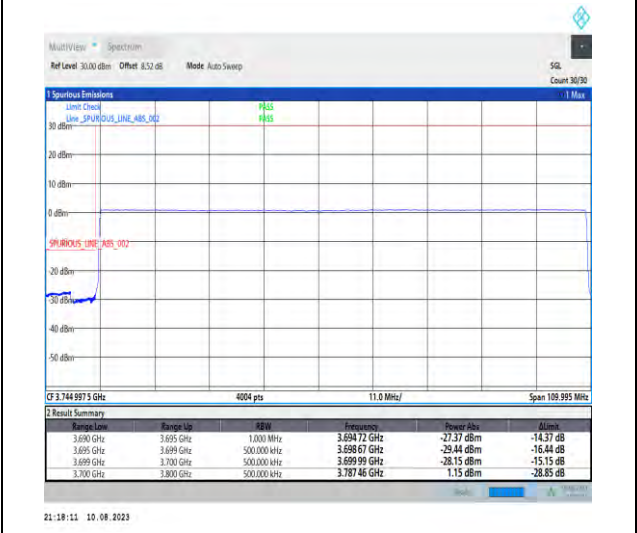 MultiView Spectrum
Ref Level 30.00 dBm Offset 8.52 dB Mode Auto Sweep SGL
Count 30/30
1 Spurious Emissions 1 Max
Limit Check PASS
Line _SPURIOUS_LINE_ABS_002 PASS
30 dBm
20 dBm
10 dBm
0 dBm
_SPURIOUS_LINE_ABS_002
-20 dBm
-30 dBm
-40 dBm
-50 dBm
CF 3.744 997 5 GHz 4004 pts 11.0 MHz/ Span 109.995 MHz
2 Result Summary
Range Low Range Up RBW Frequency Power Abs ΔLimit
3.690 GHz 3.695 GHz 1.000 MHz 3.694 72 GHz -27.37 dBm -14.37 dB
3.695 GHz 3.699 GHz 500.000 kHz 3.698 67 GHz -29.44 dBm -16.44 dB
3.699 GHz 3.700 GHz 500.000 kHz 3.699 99 GHz -28.15 dBm -15.15 dB
3.700 GHz 3.800 GHz 500.000 kHz 3.787 46 GHz 1.15 dBm -28.85 dB
21:18:11 10.08.2023